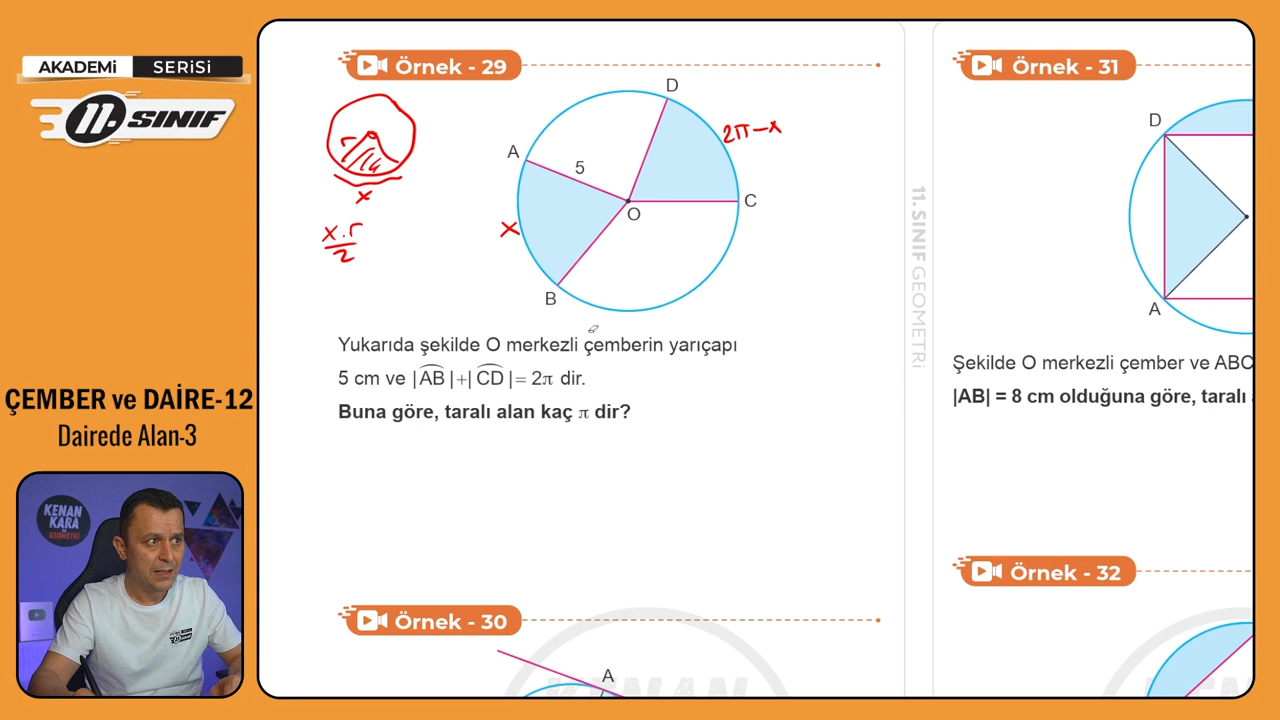 AKADEMİ SERİSİ
11. SINIF
ÇEMBER ve DAİRE-12
Dairede Alan-3
KENAN
KARA
GEOMETRİ
Örnek - 29
r
x
x.r
2
D
2π-x
A
5
C
O
x
B
Yukarıda şekilde O merkezli çemberin yarıçapı
5 cm ve |AB|+|CD|= 2π dir.
Buna göre, taralı alan kaç π dir?
Örnek - 30
A
11. SINIF GEOMETRİ
Örnek - 31
D
A
Şekilde O merkezli çember ve ABC
|AB| = 8 cm olduğuna göre, taralı
Örnek - 32